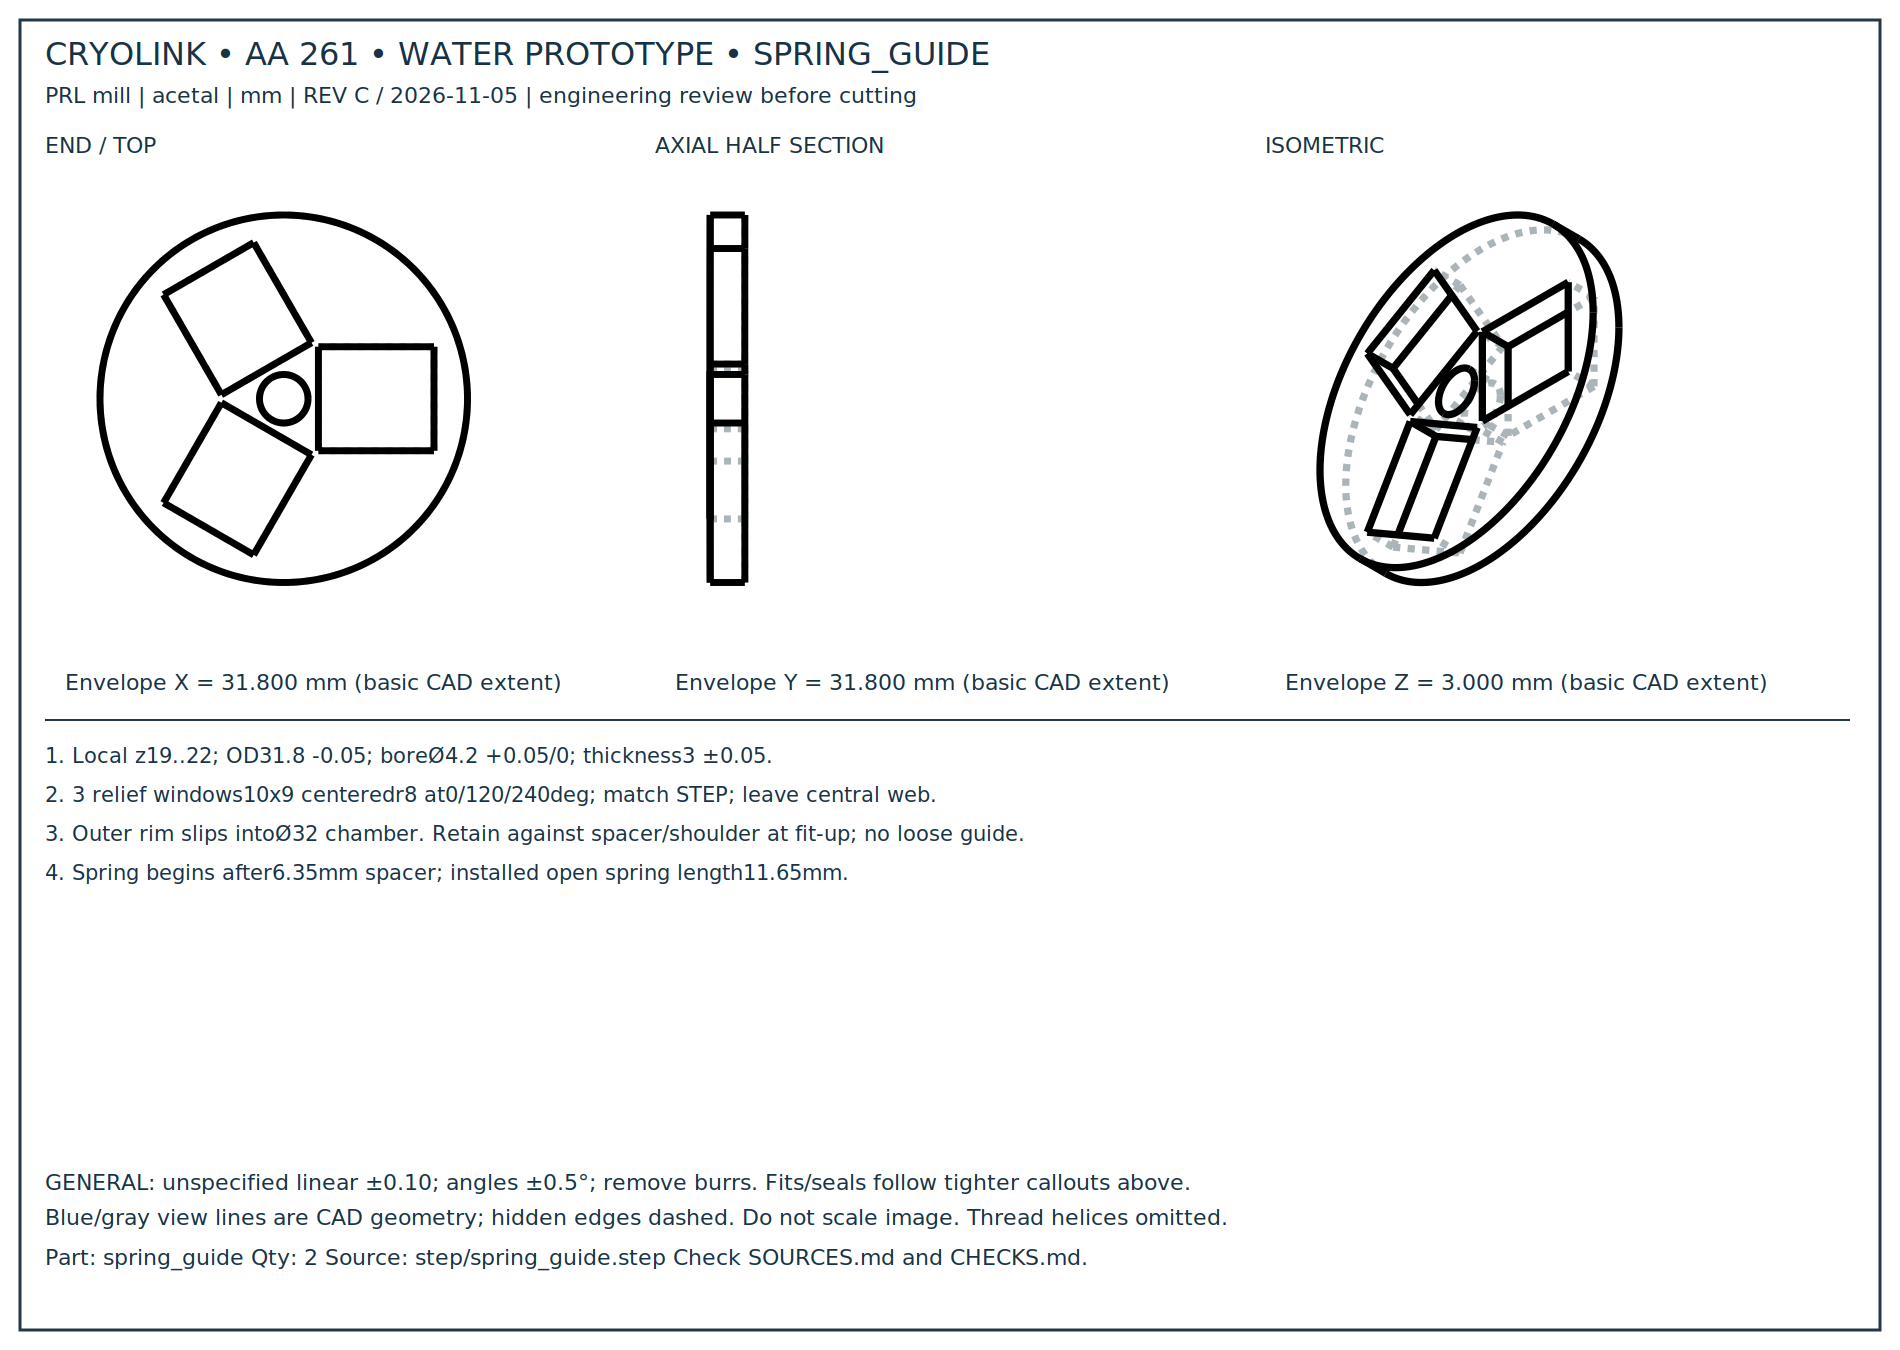 CRYOLINK • AA 261 • WATER PROTOTYPE • SPRING_GUIDE
PRL mill | acetal | mm | REV C / 2026-11-05 | engineering review before cutting
END / TOP
AXIAL HALF SECTION
ISOMETRIC
Envelope X = 31.800 mm (basic CAD extent)
Envelope Y = 31.800 mm (basic CAD extent)
Envelope Z = 3.000 mm (basic CAD extent)
1. Local z19..22; OD31.8 -0.05; boreØ4.2 +0.05/0; thickness3 ±0.05.
2. 3 relief windows10x9 centeredr8 at0/120/240deg; match STEP; leave central web.
3. Outer rim slips intoØ32 chamber. Retain against spacer/shoulder at fit-up; no loose guide.
4. Spring begins after6.35mm spacer; installed open spring length11.65mm.
GENERAL: unspecified linear ±0.10; angles ±0.5°; remove burrs. Fits/seals follow tighter callouts above.
Blue/gray view lines are CAD geometry; hidden edges dashed. Do not scale image. Thread helices omitted.
Part: spring_guide Qty: 2 Source: step/spring_guide.step Check SOURCES.md and CHECKS.md.